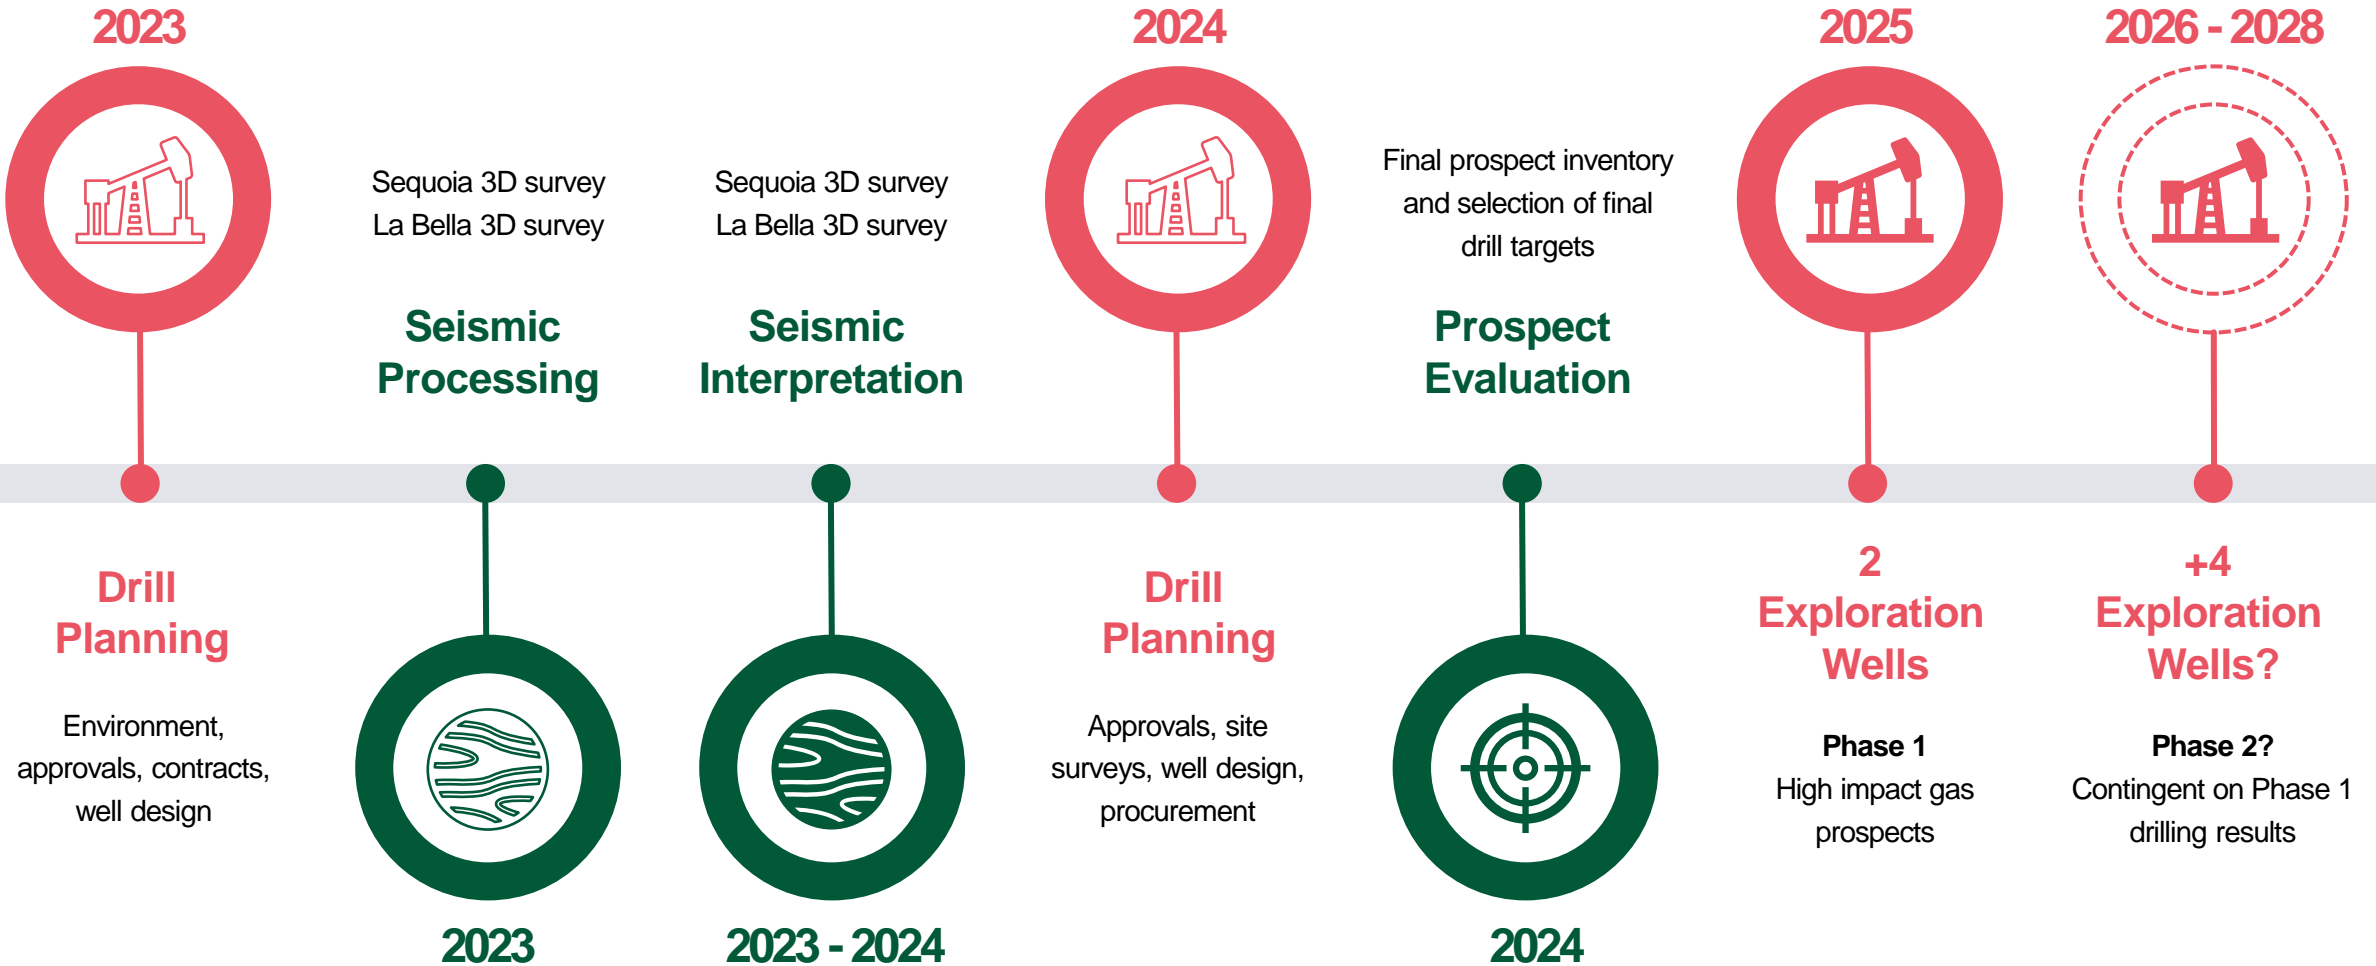 2023
Drill
Planning
Environment,
approvals, contracts,
well design
Sequoia 3D survey
La Bella 3D survey
Seismic
Processing
2023
Sequoia 3D survey
La Bella 3D survey
Seismic
Interpretation
2023 - 2024
2024
Drill
Planning
Approvals, site
surveys, well design,
procurement
Final prospect inventory
and selection of final
drill targets
Prospect
Evaluation
2024
2025
2
Exploration
Wells
Phase 1
High impact gas
prospects
2026 - 2028
+4
Exploration
Wells?
Phase 2?
Contingent on Phase 1
drilling results